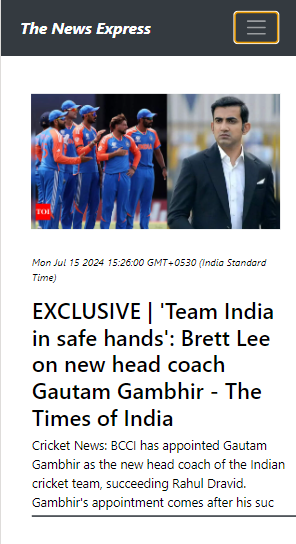 The News Express
TOI
Mon Jul 15 2024 15:26:00 GMT+0530 (India Standard
Time)
EXCLUSIVE | 'Team India
in safe hands': Brett Lee
on new head coach
Gautam Gambhir - The
Times of India
Cricket News: BCCI has appointed Gautam
Gambhir as the new head coach of the Indian
cricket team, succeeding Rahul Dravid.
Gambhir's appointment comes after his suc